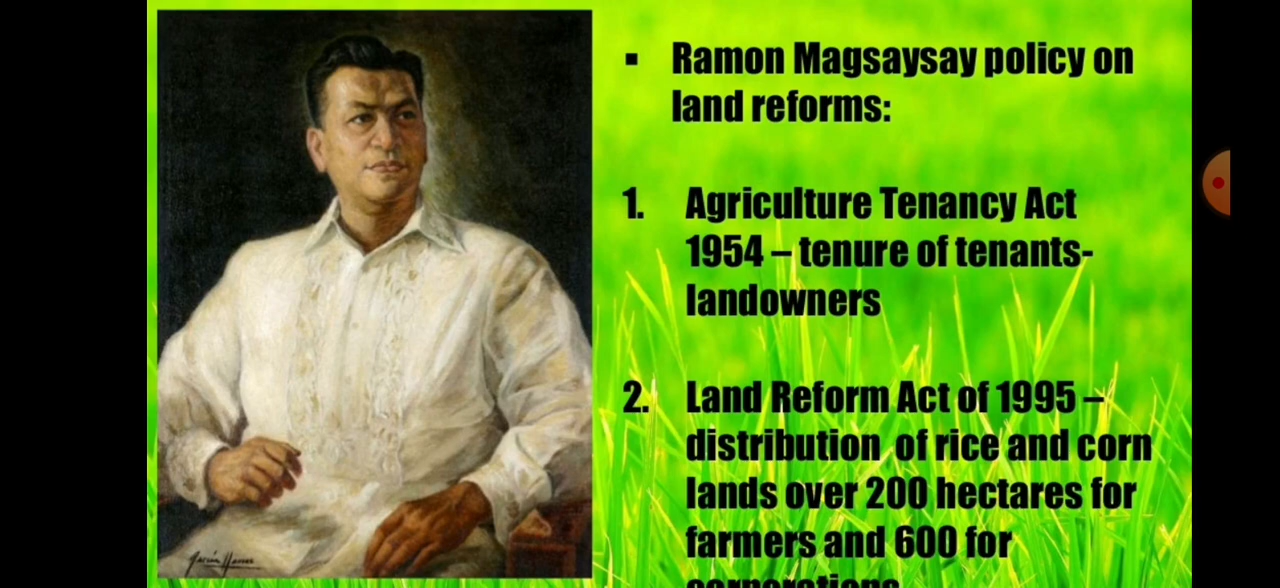 ▪ Ramon Magsaysay policy on
land reforms:
1. Agriculture Tenancy Act
1954 – tenure of tenants-
landowners
2. Land Reform Act of 1995 –
distribution of rice and corn
lands over 200 hectares for
farmers and 600 for
corporations